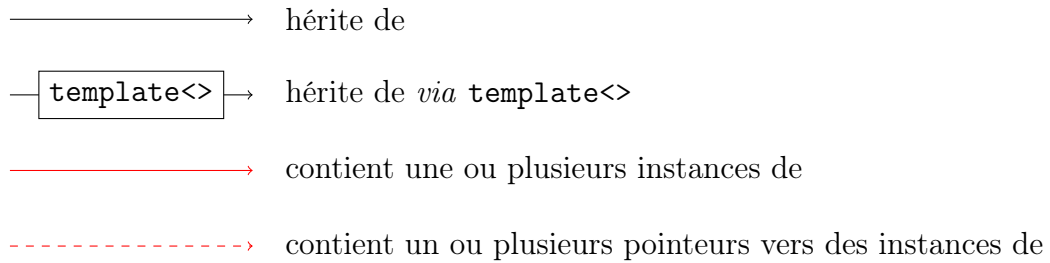 hérite de
template<> hérite de via template<>
contient une ou plusieurs instances de
contient un ou plusieurs pointeurs vers des instances de